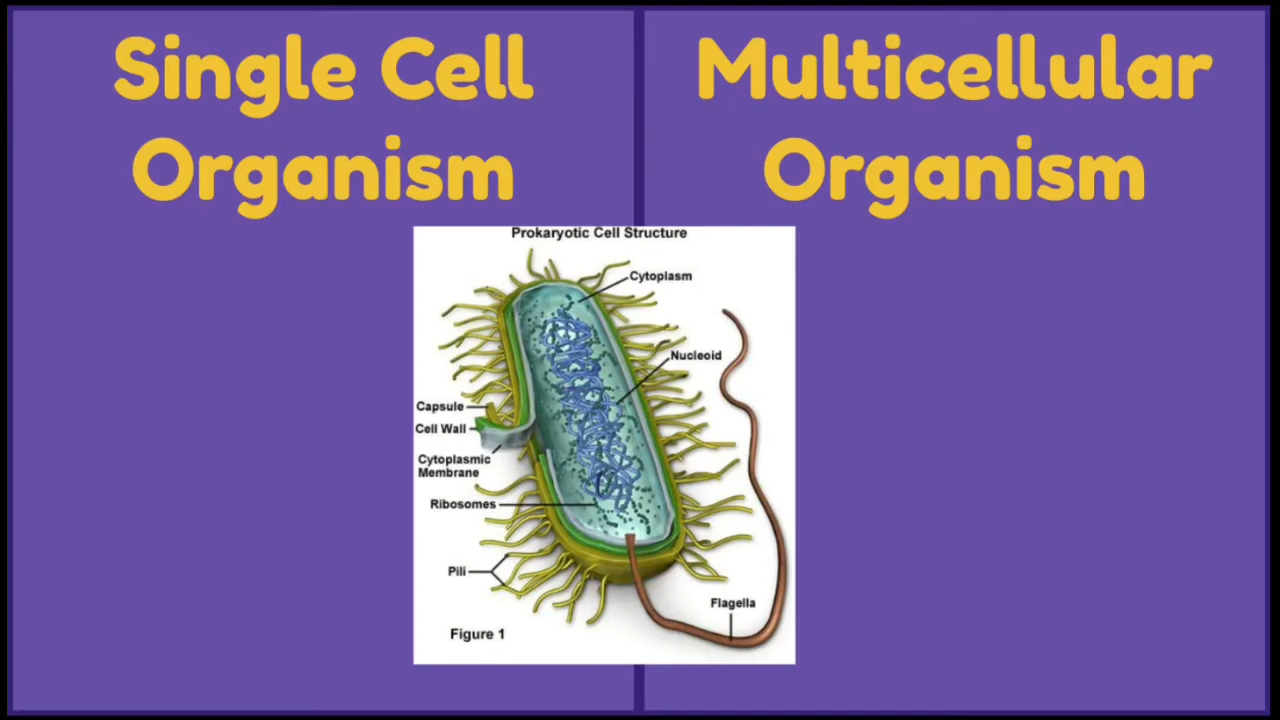 Single Cell
Organism
Multicellular
Organism
Prokaryotic Cell Structure
Cytoplasm
Nucleoid
Capsule
Cell Wall
Cytoplasmic
Membrane
Ribosomes
Pili
Flagella
Figure 1